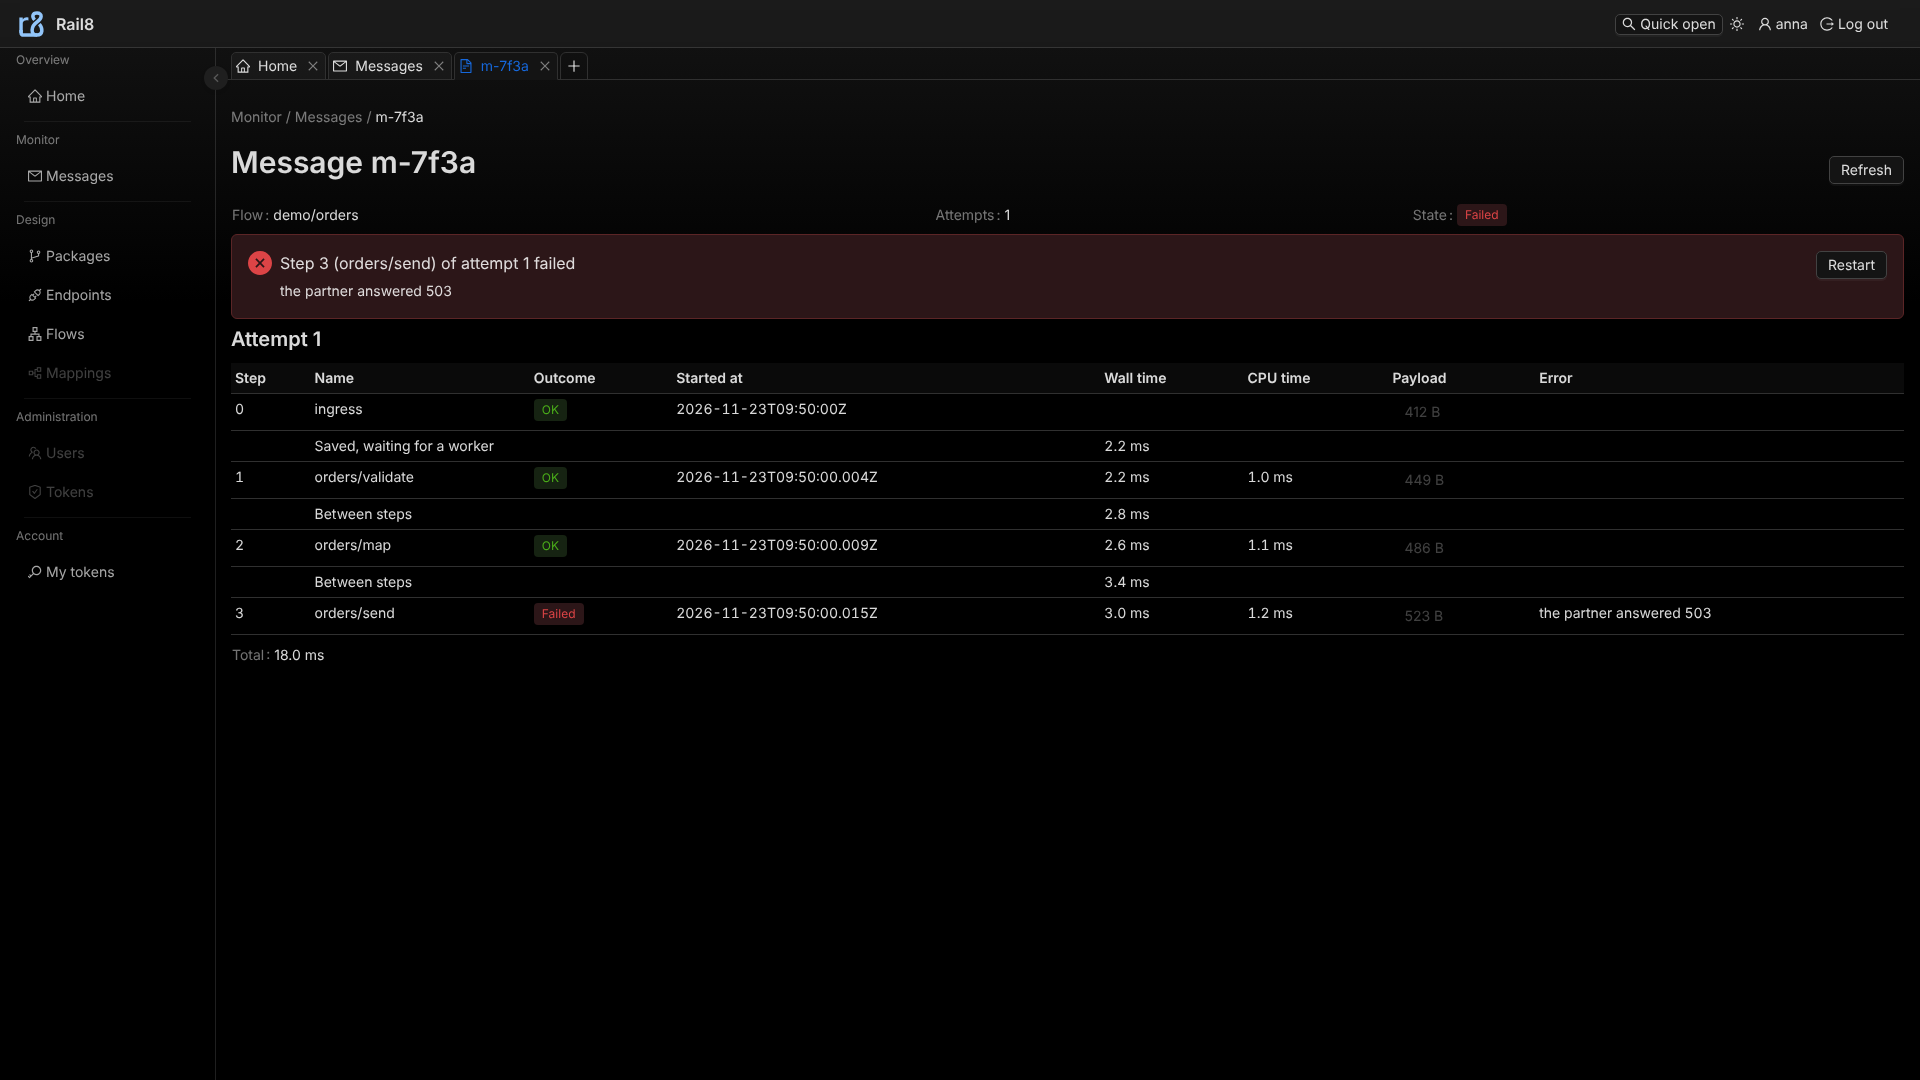 Rail8
Quick open
anna
Log out
Overview
Home
Monitor
Messages
Design
Packages
Endpoints
Flows
Mappings
Administration
Users
Tokens
Account
My tokens
Home
Messages
m-7f3a
Monitor / Messages / m-7f3a
Message m-7f3a
Refresh
Flow: demo/orders Attempts: 1 State: Failed
Step 3 (orders/send) of attempt 1 failed
the partner answered 503
Restart
Attempt 1
Step Name Outcome Started at Wall time CPU time Payload Error
0 ingress OK 2026-11-23T09:50:00Z 412 B
Saved, waiting for a worker 2.2 ms
1 orders/validate OK 2026-11-23T09:50:00.004Z 2.2 ms 1.0 ms 449 B
Between steps 2.8 ms
2 orders/map OK 2026-11-23T09:50:00.009Z 2.6 ms 1.1 ms 486 B
Between steps 3.4 ms
3 orders/send Failed 2026-11-23T09:50:00.015Z 3.0 ms 1.2 ms 523 B the partner answered 503
Total: 18.0 ms